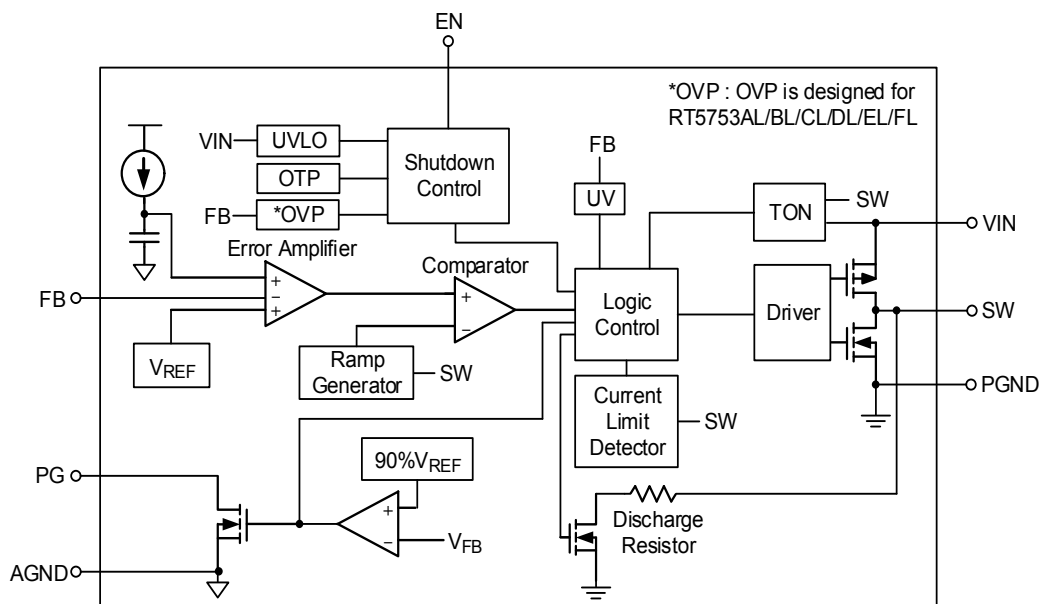 EN
*OVP : OVP is designed for
RT5753AL/BL/CL/DL/EL/FL
VIN
UVLO
Shutdown
Control
OTP
FB
*OVP
FB
UV
TON
SW
VIN
Error Amplifier
Comparator
+
−
+
+
−
FB
VREF
Ramp
Generator
SW
Logic
Control
Driver
SW
Current
Limit
Detector
SW
PGND
90%VREF
PG
+
−
VFB
Discharge
Resistor
AGND